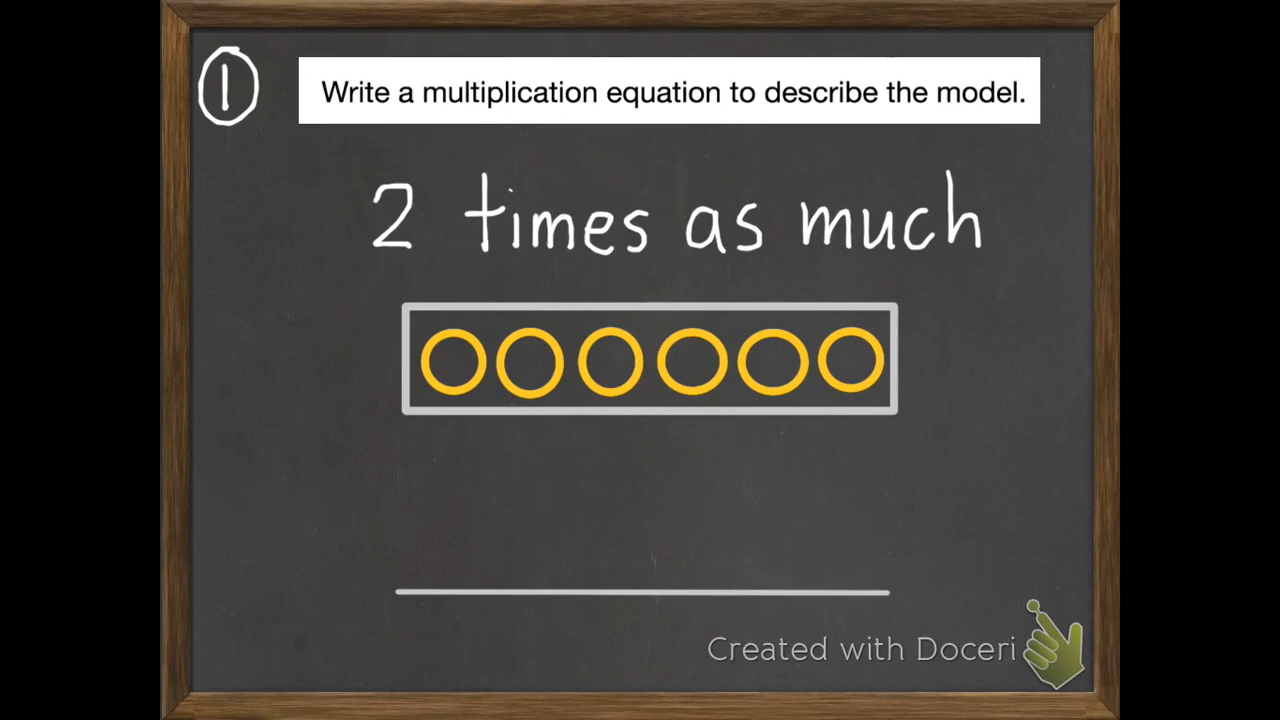 1
Write a multiplication equation to describe the model.
2 times as much
Created with Doceri